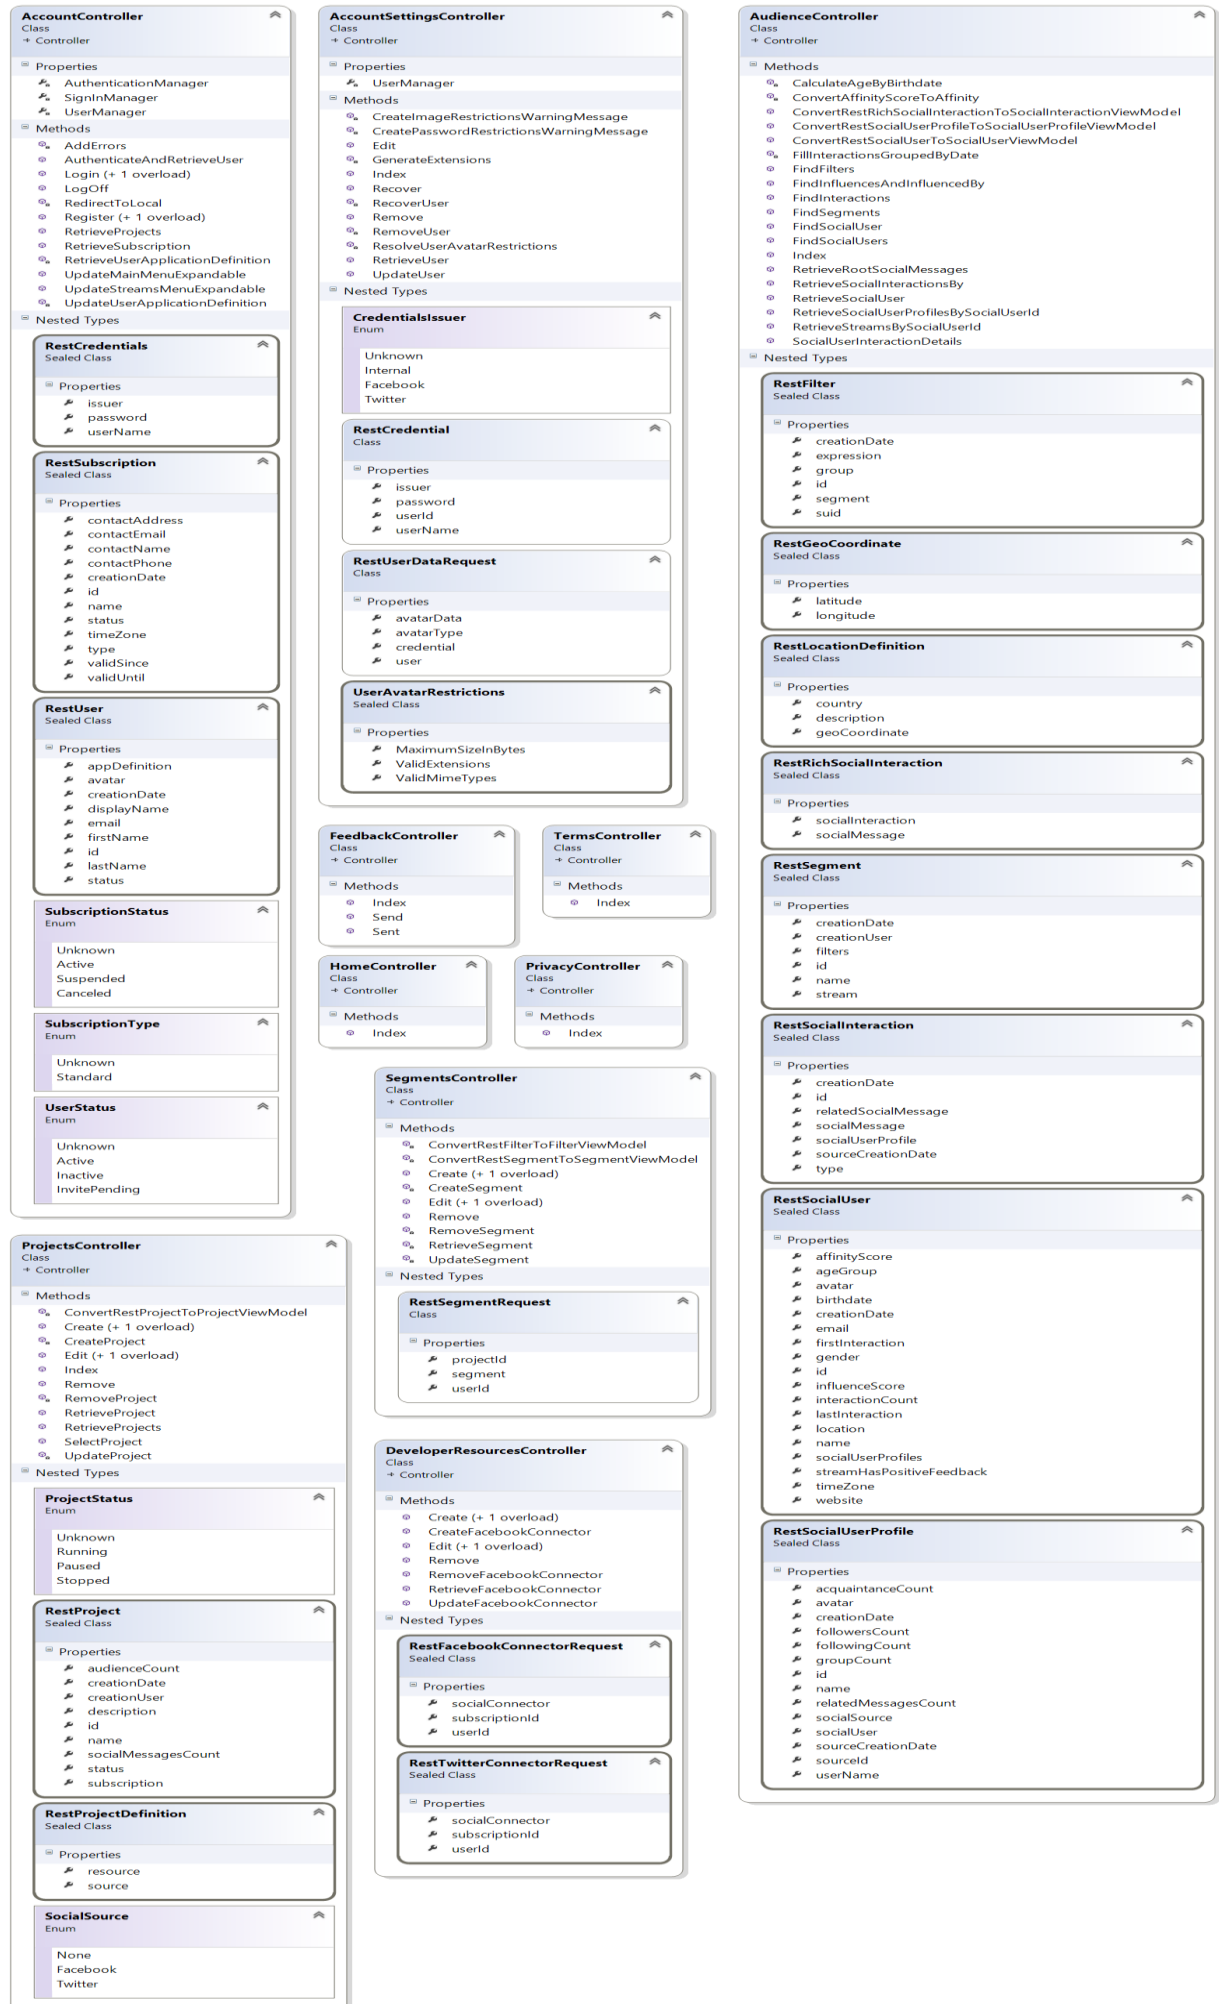 AccountController
Class
Controller
Properties
AuthenticationManager
SignInManager
UserManager
Methods
AddErrors
AuthenticateAndRetrieveUser
Login (+ 1 overload)
LogOff
RedirectToLocal
Register (+ 1 overload)
RetrieveProjects
RetrieveSubscription
RetrieveUserApplicationDefinition
UpdateMainMenuExpandable
UpdateStreamsMenuExpandable
UpdateUserApplicationDefinition
Nested Types
RestCredentials
Sealed Class
Properties
issuer
password
userName
RestSubscription
Sealed Class
Properties
contactAddress
contactEmail
contactName
contactPhone
creationDate
id
name
status
timeZone
type
validSince
validUntil
RestUser
Sealed Class
Properties
appDefinition
avatar
creationDate
displayName
email
firstName
id
lastName
status
SubscriptionStatus
Enum
Unknown
Active
Suspended
Canceled
SubscriptionType
Enum
Unknown
Standard
UserStatus
Enum
Unknown
Active
Inactive
InvitePending
ProjectsController
Class
Controller
Methods
ConvertRestProjectToProjectViewModel
Create (+ 1 overload)
CreateProject
Edit (+ 1 overload)
Index
Remove
RemoveProject
RetrieveProject
RetrieveProjects
SelectProject
UpdateProject
Nested Types
ProjectStatus
Enum
Unknown
Running
Paused
Stopped
RestProject
Sealed Class
Properties
audienceCount
creationDate
creationUser
description
id
name
socialMessagesCount
status
subscription
RestProjectDefinition
Sealed Class
Properties
resource
source
SocialSource
Enum
None
Facebook
Twitter
AccountSettingsController
Class
Controller
Properties
UserManager
Methods
CreateImageRestrictionsWarningMessage
CreatePasswordRestrictionsWarningMessage
Edit
GenerateExtensions
Index
Recover
RecoverUser
Remove
RemoveUser
ResolveUserAvatarRestrictions
RetrieveUser
UpdateUser
Nested Types
CredentialsIssuer
Enum
Unknown
Internal
Facebook
Twitter
RestCredential
Class
Properties
issuer
password
userId
userName
RestUserDataRequest
Class
Properties
avatarData
avatarType
credential
user
UserAvatarRestrictions
Sealed Class
Properties
MaximumSizeInBytes
ValidExtensions
ValidMimeTypes
FeedbackController
Class
Controller
Methods
Index
Send
Sent
TermsController
Class
Controller
Methods
Index
HomeController
Class
Controller
Methods
Index
PrivacyController
Class
Controller
Methods
Index
SegmentsController
Class
Controller
Methods
ConvertRestFilterToFilterViewModel
ConvertRestSegmentToSegmentViewModel
Create (+ 1 overload)
CreateSegment
Edit (+ 1 overload)
Remove
RemoveSegment
RetrieveSegment
UpdateSegment
Nested Types
RestSegmentRequest
Class
Properties
projectId
segment
userId
DeveloperResourcesController
Class
Controller
Methods
Create (+ 1 overload)
CreateFacebookConnector
Edit (+ 1 overload)
Remove
RemoveFacebookConnector
RetrieveFacebookConnector
UpdateFacebookConnector
Nested Types
RestFacebookConnectorRequest
Sealed Class
Properties
socialConnector
subscriptionId
userId
RestTwitterConnectorRequest
Sealed Class
Properties
socialConnector
subscriptionId
userId
AudienceController
Class
Controller
Methods
CalculateAgeByBirthdate
ConvertAffinityScoreToAffinity
ConvertRestRichSocialInteractionToSocialInteractionViewModel
ConvertRestSocialUserProfileToSocialUserProfileViewModel
ConvertRestSocialUserToSocialUserViewModel
FillInteractionsGroupedByDate
FindFilters
FindInfluencesAndInfluencedBy
FindInteractions
FindSegments
FindSocialUser
FindSocialUsers
Index
RetrieveRootSocialMessages
RetrieveSocialInteractionsBy
RetrieveSocialUser
RetrieveSocialUserProfilesBySocialUserId
RetrieveStreamsBySocialUserId
SocialUserInteractionDetails
Nested Types
RestFilter
Sealed Class
Properties
creationDate
expression
group
id
segment
suid
RestGeoCoordinate
Sealed Class
Properties
latitude
longitude
RestLocationDefinition
Sealed Class
Properties
country
description
geoCoordinate
RestRichSocialInteraction
Sealed Class
Properties
socialInteraction
socialMessage
RestSegment
Sealed Class
Properties
creationDate
creationUser
filters
id
name
stream
RestSocialInteraction
Sealed Class
Properties
creationDate
id
relatedSocialMessage
socialMessage
socialUserProfile
sourceCreationDate
type
RestSocialUser
Sealed Class
Properties
affinityScore
ageGroup
avatar
birthdate
creationDate
email
firstInteraction
gender
id
influenceScore
interactionCount
lastInteraction
location
name
socialUserProfiles
streamHasPositiveFeedback
timeZone
website
RestSocialUserProfile
Sealed Class
Properties
acquaintanceCount
avatar
creationDate
followersCount
followingCount
groupCount
id
name
relatedMessagesCount
socialSource
socialUser
sourceCreationDate
sourceId
userName